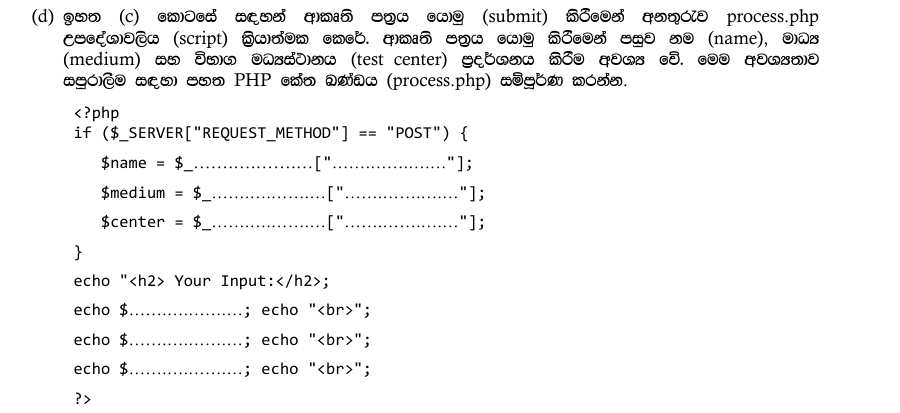 (d) ඉහත (c) කොටසේ සඳහන් ආකෘති පත්‍රය යොමු (submit) කිරීමෙන් අනතුරුව process.php
උපදේශාවලිය (script) ක්‍රියාත්මක කෙරේ. ආකෘති පත්‍රය යොමු කිරීමෙන් පසුව නම (name), මාධ්‍ය
(medium) සහ විභාග මධ්‍යස්ථානය (test center) ප්‍රදර්ශනය කිරීම අවශ්‍ය වේ. මෙම අවශ්‍යතාව
සපුරාලීම සඳහා පහත PHP කේත ඛණ්ඩය (process.php) සම්පූර්ණ කරන්න.
<?php
if ($_SERVER["REQUEST_METHOD"] == "POST") {
$name = $_.....................["....................."];
$medium = $_.....................["....................."];
$center = $_.....................["....................."];
}
echo "<h2> Your Input:</h2>;
echo $.....................; echo "<br>";
echo $.....................; echo "<br>";
echo $.....................; echo "<br>";
?>